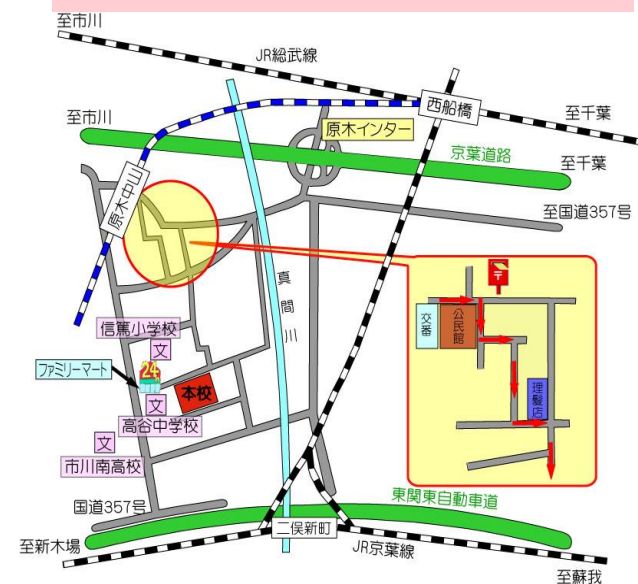 至市川
JR総武線
西船橋
至千葉
至市川
原木インター
京葉道路
至千葉
原木中山
至国道357号
真間川
〒
交番
公民館
理髪店
信篤小学校
文
ファミリーマート
24
本校
文
高谷中学校
文
市川南高校
国道357号
東関東自動車道
二俣新町
至新木場
JR京葉線
至蘇我